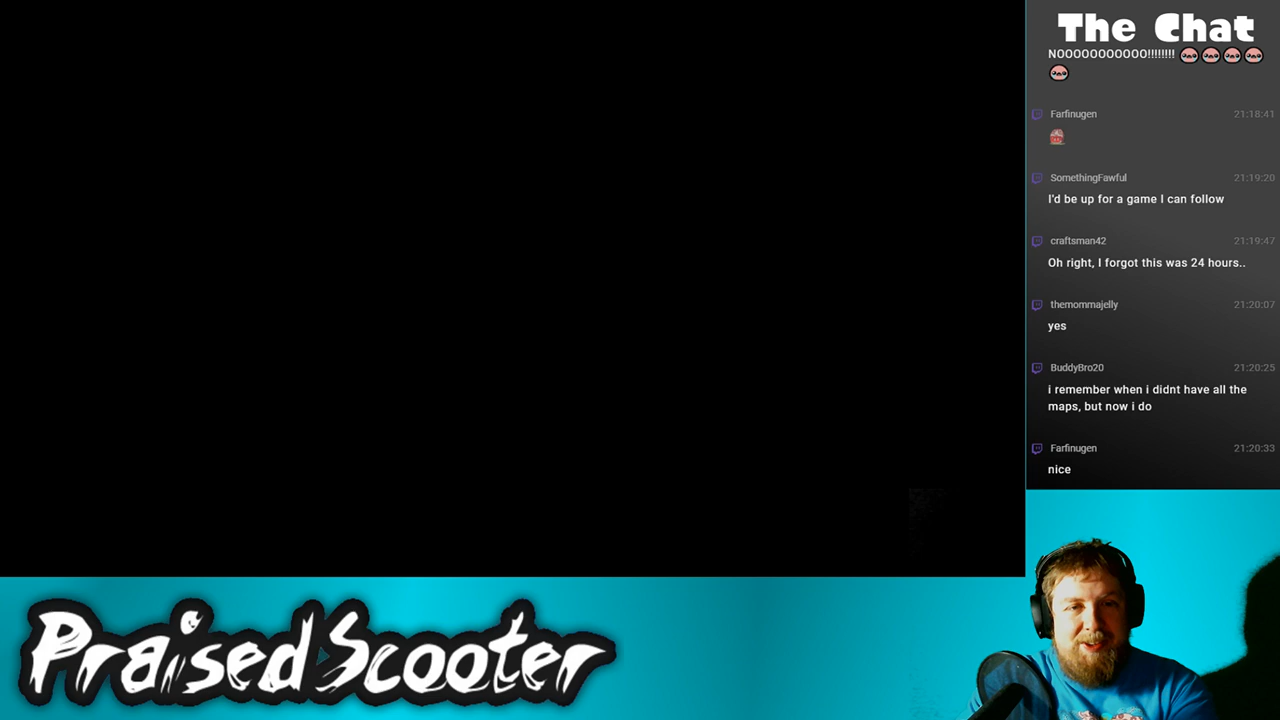 The Chat
NOOOOOOOOOOO!!!!!!!!
Farfinugen 21:18:41
SomethingFawful 21:19:20
I'd be up for a game I can follow
craftsman42 21:19:47
Oh right, I forgot this was 24 hours..
themommajelly 21:20:07
yes
BuddyBro20 21:20:25
i remember when i didnt have all the
maps, but now i do
Farfinugen 21:20:33
nice
PraisedScooter